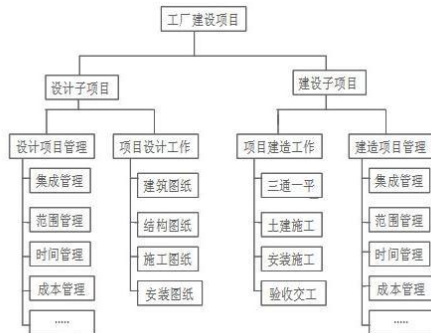 工厂建设项目
设计子项目
建设子项目
设计项目管理
项目设计工作
项目建造工作
建造项目管理
集成管理
建筑图纸
三通一平
集成管理
范围管理
结构图纸
土建施工
范围管理
时间管理
施工图纸
安装施工
时间管理
成本管理
安装图纸
验收交工
成本管理
.....
.....